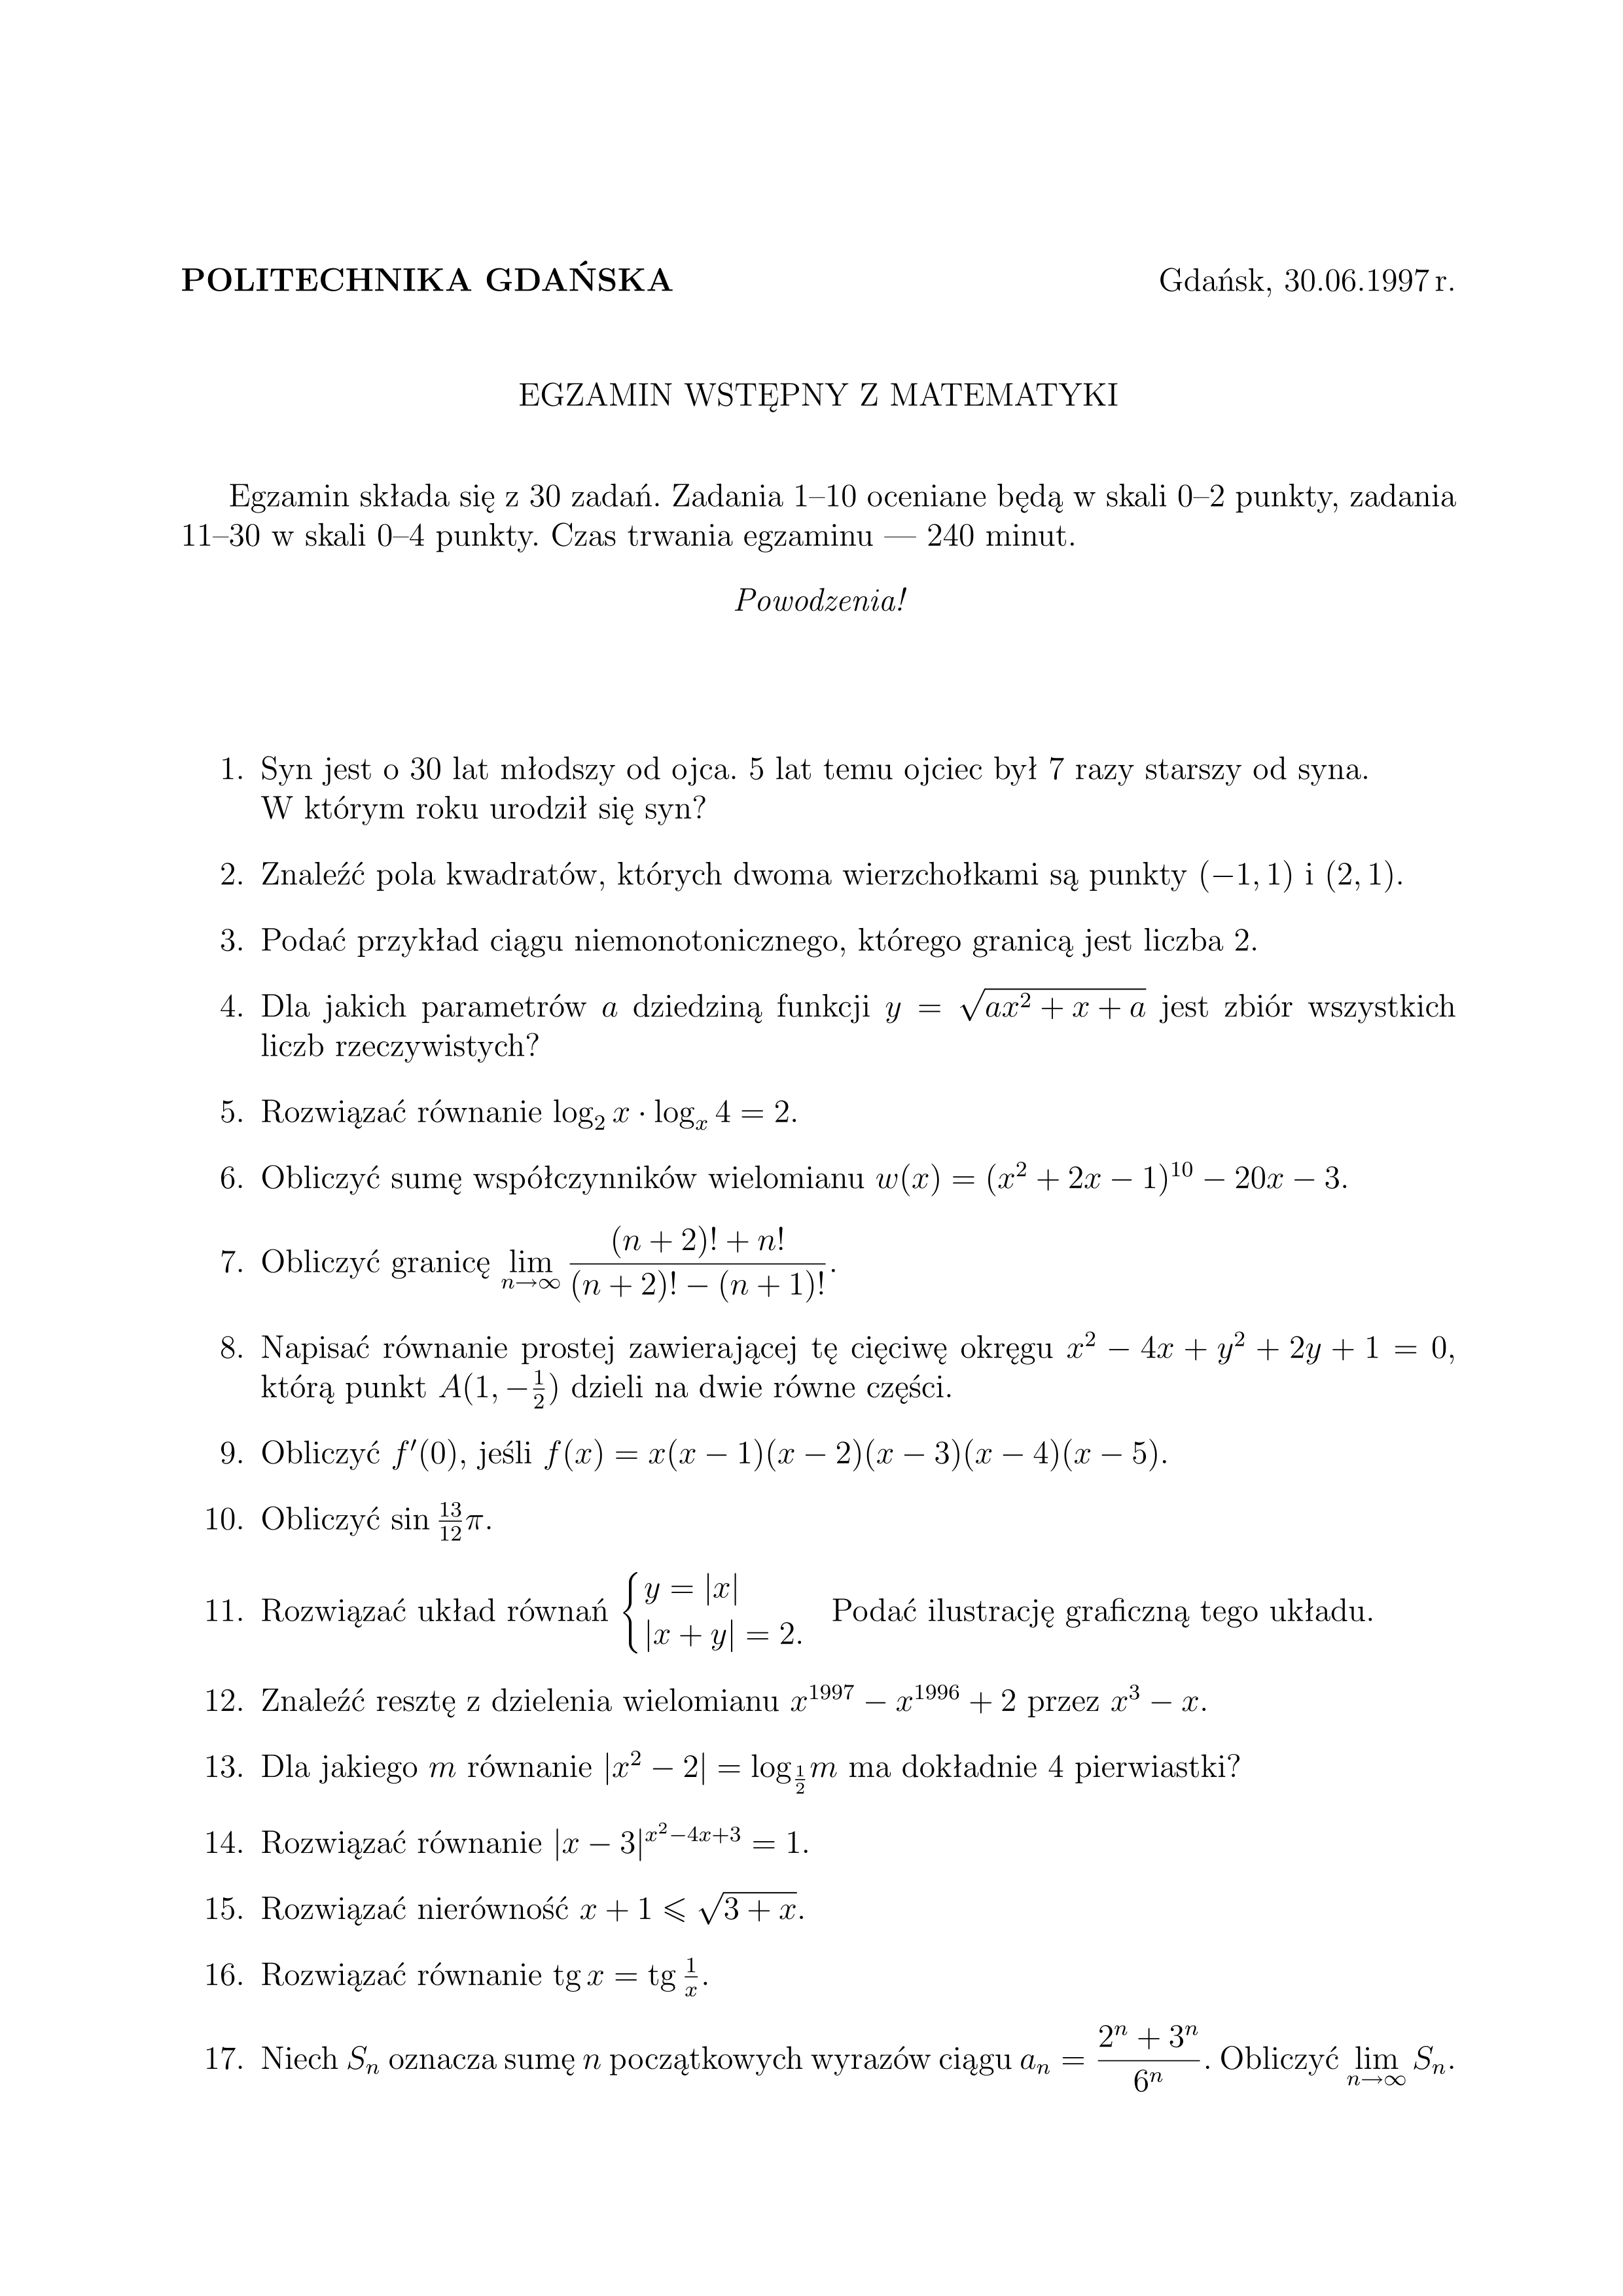 POLITECHNIKA GDAŃSKA Gdańsk, 30.06.1997 r.
EGZAMIN WSTĘPNY Z MATEMATYKI
Egzamin składa się z 30 zadań. Zadania 1–10 oceniane będą w skali 0–2 punkty, zadania
11–30 w skali 0–4 punkty. Czas trwania egzaminu — 240 minut.
Powodzenia!
1. Syn jest o 30 lat młodszy od ojca. 5 lat temu ojciec był 7 razy starszy od syna.
W którym roku urodził się syn?
2. Znaleźć pola kwadratów, których dwoma wierzchołkami są punkty (−1, 1) i (2, 1).
3. Podać przykład ciągu niemonotonicznego, którego granicą jest liczba 2.
4. Dla jakich parametrów $a$ dziedziną funkcji $y = \sqrt{ax^2 + x + a}$ jest zbiór wszystkich
liczb rzeczywistych?
5. Rozwiązać równanie $\log_2 x \cdot \log_x 4 = 2$.
6. Obliczyć sumę współczynników wielomianu $w(x) = (x^2 + 2x - 1)^{10} - 20x - 3$.
7. Obliczyć granicę $\lim_{n \to \infty} \frac{(n+2)! + n!}{(n+2)! - (n+1)!}$.
8. Napisać równanie prostej zawierającej tę cięciwę okręgu $x^2 - 4x + y^2 + 2y + 1 = 0$,
którą punkt $A(1, -\frac{1}{2})$ dzieli na dwie równe części.
9. Obliczyć $f'(0)$, jeśli $f(x) = x(x-1)(x-2)(x-3)(x-4)(x-5)$.
10. Obliczyć $\sin \frac{13}{12}\pi$.
11. Rozwiązać układ równań $\begin{cases} y = |x| \\ |x + y| = 2. \end{cases}$ Podać ilustrację graficzną tego układu.
12. Znaleźć resztę z dzielenia wielomianu $x^{1997} - x^{1996} + 2$ przez $x^3 - x$.
13. Dla jakiego $m$ równanie $|x^2 - 2| = \log_{\frac{1}{2}} m$ ma dokładnie 4 pierwiastki?
14. Rozwiązać równanie $|x - 3|^{x^2 - 4x + 3} = 1$.
15. Rozwiązać nierówność $x + 1 \leqslant \sqrt{3 + x}$.
16. Rozwiązać równanie $\operatorname{tg} x = \operatorname{tg} \frac{1}{x}$.
17. Niech $S_n$ oznacza sumę $n$ początkowych wyrazów ciągu $a_n = \frac{2^n + 3^n}{6^n}$. Obliczyć $\lim_{n \to \infty} S_n$.